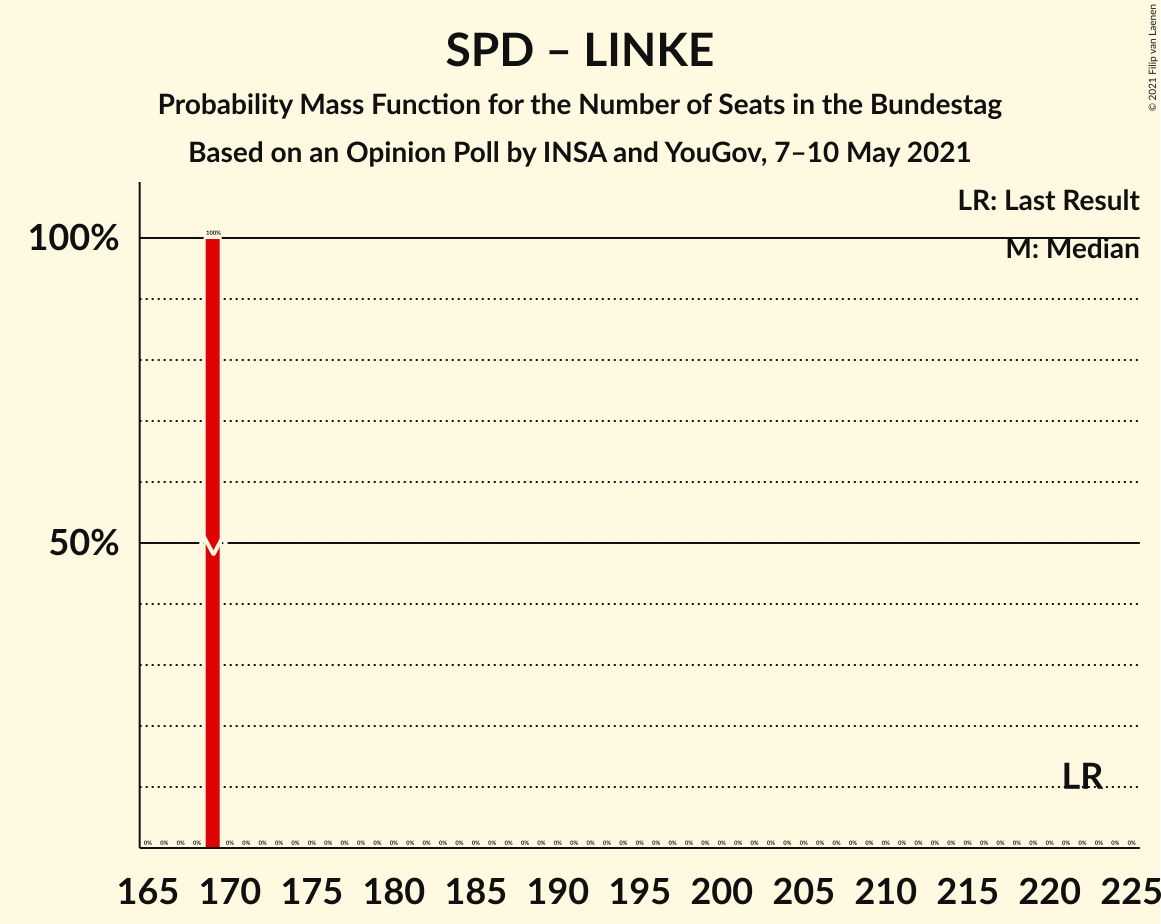 SPD – LINKE
Probability Mass Function for the Number of Seats in the Bundestag
Based on an Opinion Poll by INSA and YouGov, 7–10 May 2021
© 2021 Filip van Laenen
LR: Last Result
M: Median
100%
100%
50%
M
LR
0% 0% 0% 0% 0% 0% 0% 0% 0% 0% 0% 0% 0% 0% 0% 0% 0% 0% 0% 0% 0% 0% 0% 0% 0% 0% 0% 0% 0% 0% 0% 0% 0% 0% 0% 0% 0% 0% 0% 0% 0% 0% 0% 0% 0% 0% 0% 0% 0% 0% 0% 0% 0% 0% 0% 0% 0% 0% 0% 0%
165 170 175 180 185 190 195 200 205 210 215 220 225